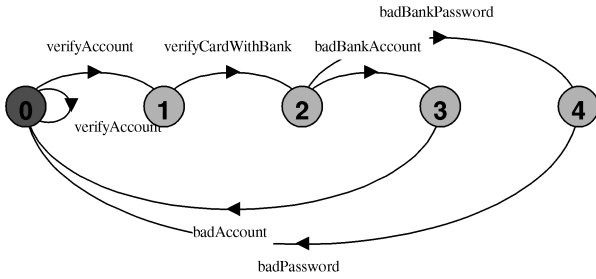 badBankPassword
verifyAccount
verifyCardWithBank
badBankAccount
0
1
2
3
4
verifyAccount
badAccount
badPassword